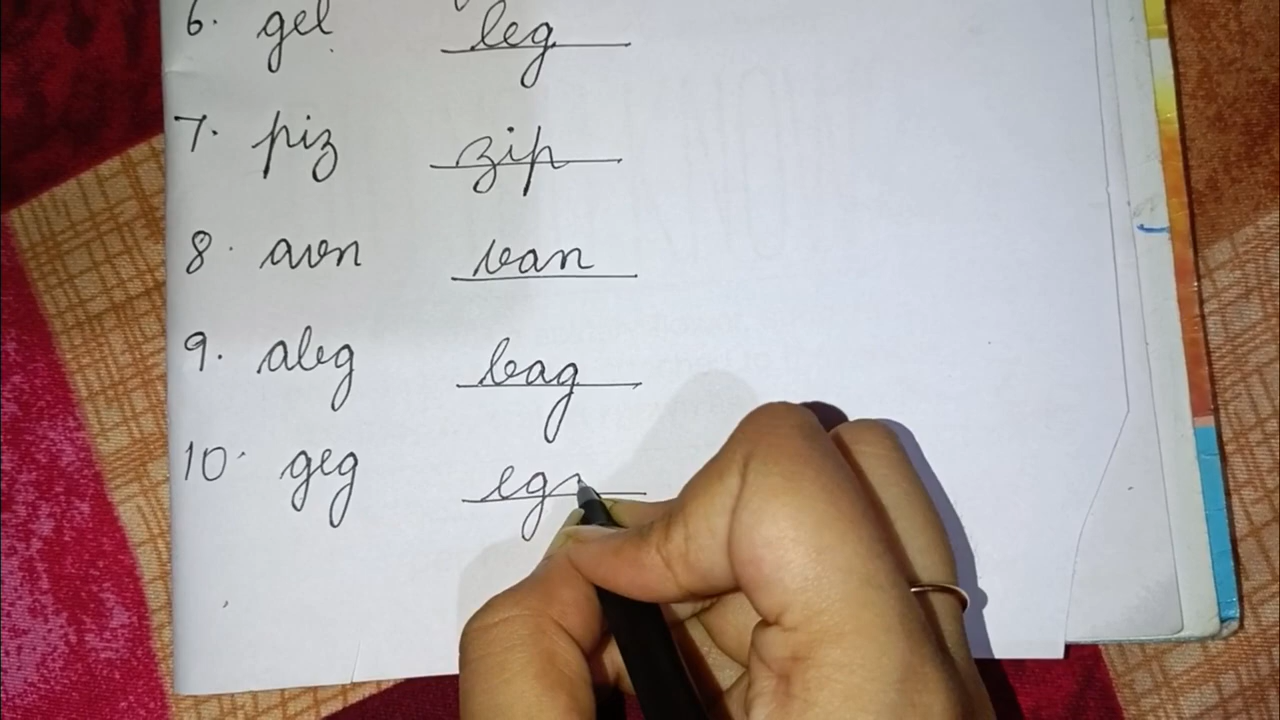 6. gel leg
7. piz zip
8. avn van
9. abg bag
10. geg eg